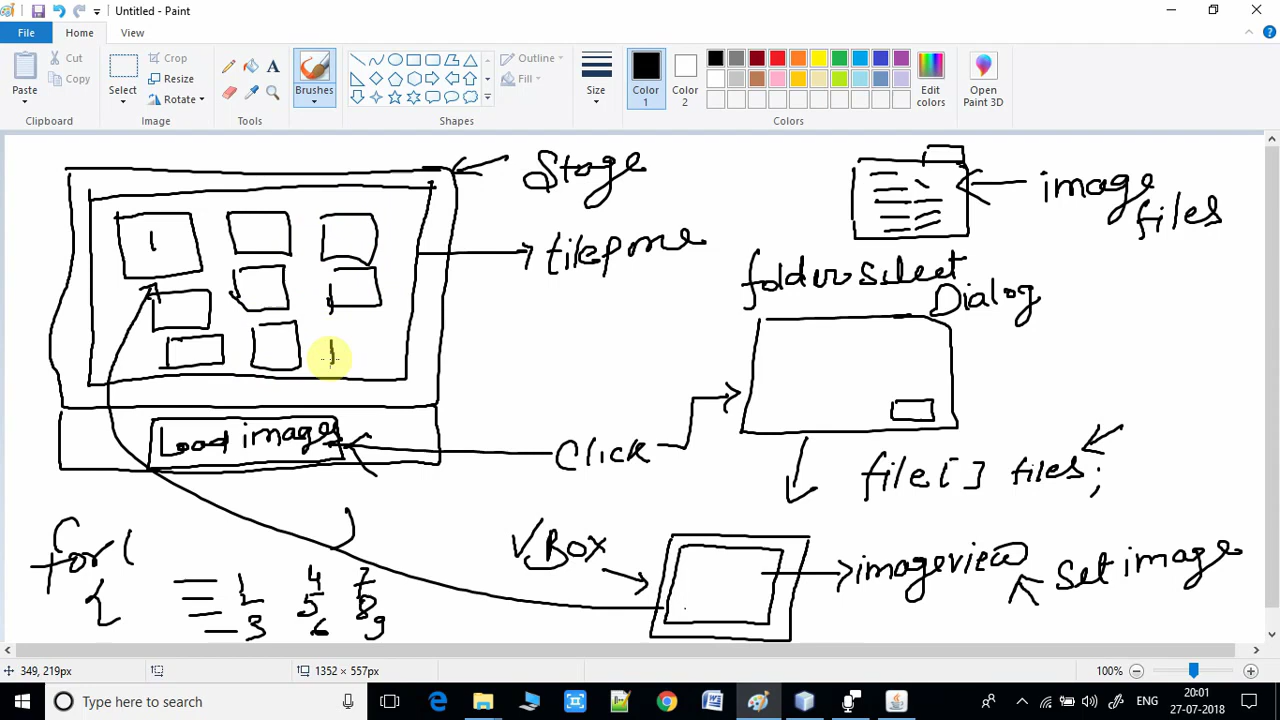 Untitled - Paint
File
Home
View
Paste
Cut
Copy
Clipboard
Select
Crop
Resize
Rotate
Image
A
Tools
Brushes
Outline
Fill
Shapes
Size
Color 1
Color 2
Edit colors
Open Paint 3D
Colors
Stage
tilepane
1
Load images
Click
image files
folder select Dialog
file[ ] files;
VBox
imageview
Set image
for( )
{
1 4 7
2 5 8
3 6 9
349, 219px
1352 × 557px
100%
Type here to search
ENG
20:01
27-07-2018